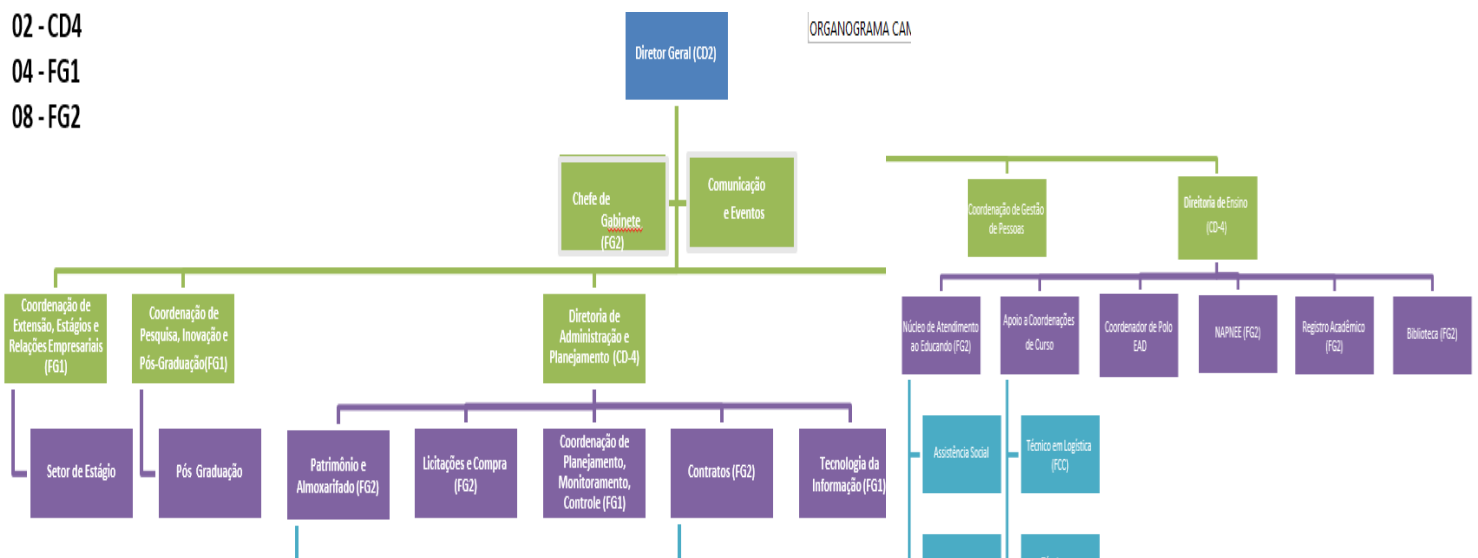 02 - CD4
04 - FG1
08 - FG2
Diretor Geral (CD2)
ORGANOGRAMA
Chefe de
Gabinete
(FG2)
Comunicação
e Eventos
Coordenação de Gestão
de Pessoas
Direitoria de Ensino
(CD-4)
Coordenação de
Extensão, Estágios e
Relações Empresariais
(FG1)
Coordenação de
Pesquisa, Inovação e
Pós-Graduação(FG1)
Diretoria de
Administração e
Planejamento (CD-4)
Núcleo de Atendimento
ao Educando (FG2)
Apoio a Coordenações
de Curso
Coordenador de Polo
EAD
NAPNEE (FG2)
Registro Acadêmico
(FG2)
Biblioteca (FG2)
Setor de Estágio
Pós Graduação
Patrimônio e
Almoxarifado (FG2)
Licitações e Compra
(FG2)
Coordenação de
Planejamento,
Monitoramento,
Controle (FG1)
Contratos (FG2)
Tecnologia da
Informação (FG1)
Assistência Social
Técnico em Logística
(FCC)